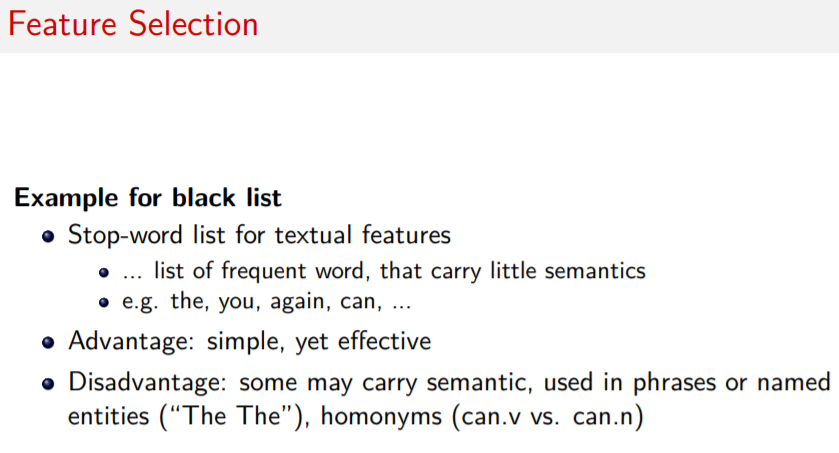 Feature Selection
Example for black list
Stop-word list for textual features
... list of frequent word, that carry little semantics
e.g. the, you, again, can, ...
Advantage: simple, yet effective
Disadvantage: some may carry semantic, used in phrases or named
entities (“The The”), homonyms (can.v vs. can.n)